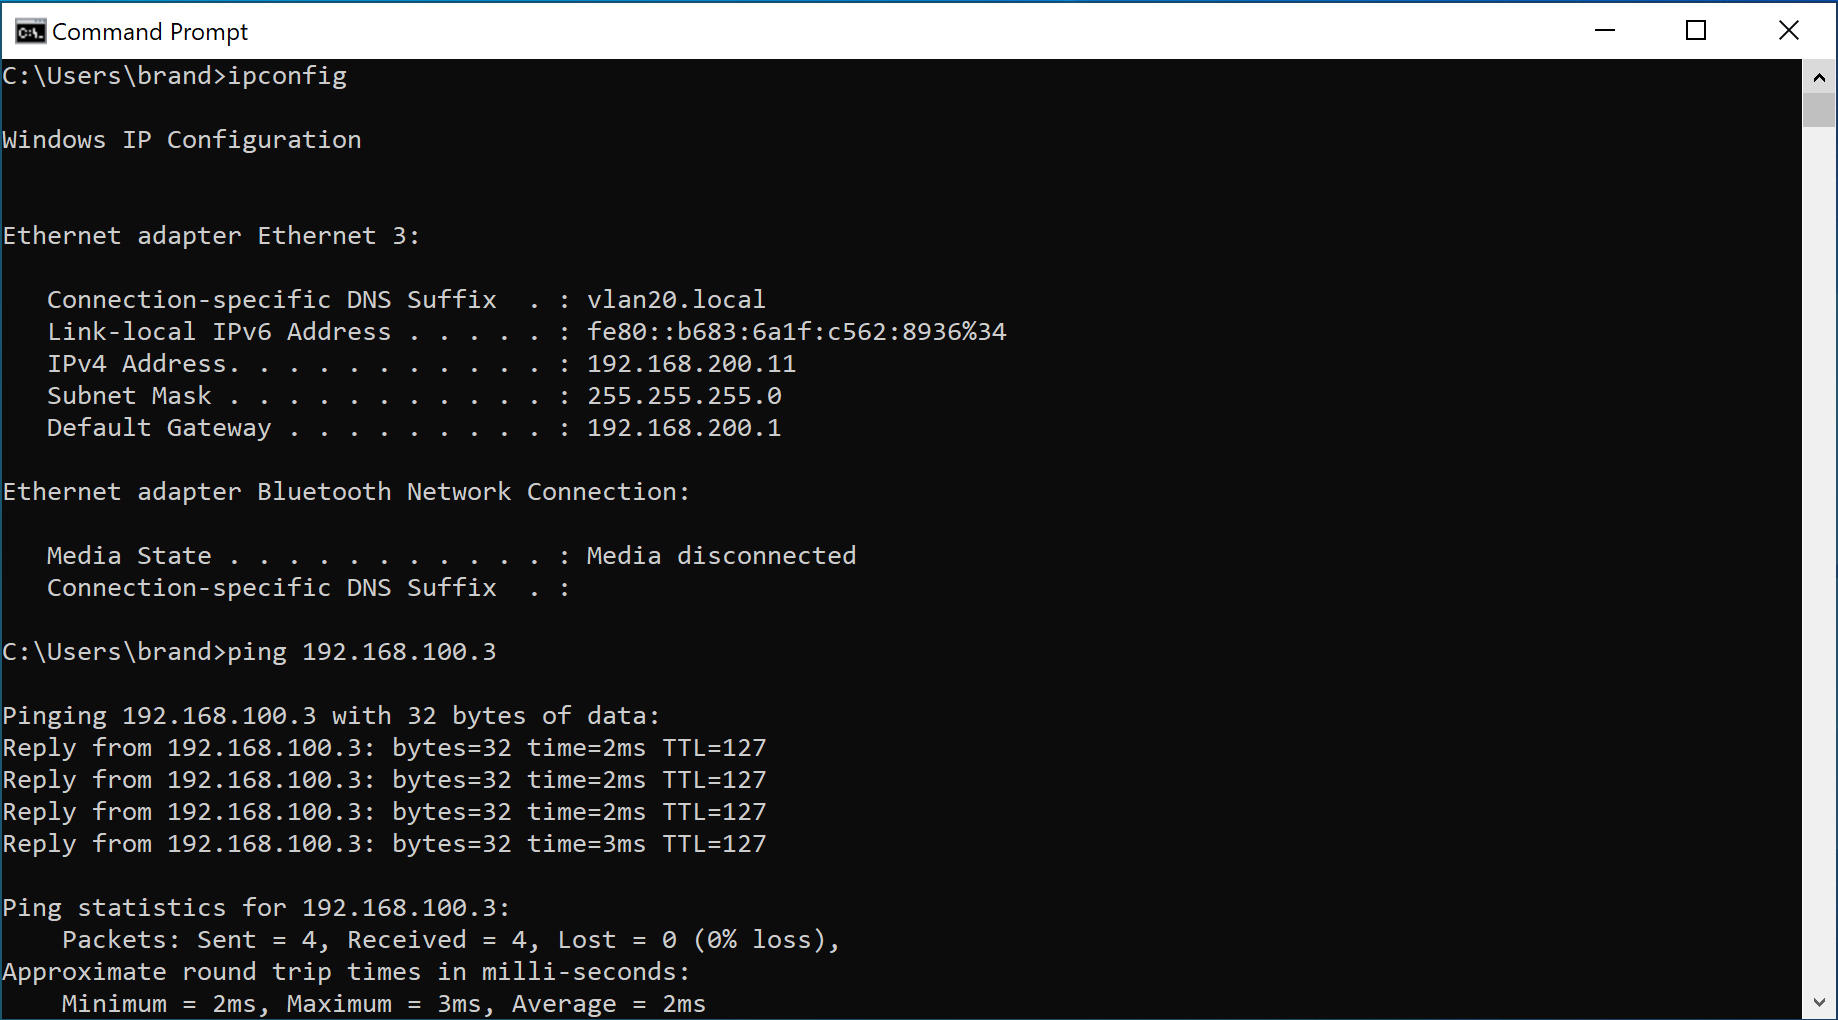 Command Prompt
C:\Users\brand>ipconfig
Windows IP Configuration
Ethernet adapter Ethernet 3:
   Connection-specific DNS Suffix  . : vlan20.local
   Link-local IPv6 Address . . . . . : fe80::b683:6a1f:c562:8936%34
   IPv4 Address. . . . . . . . . . . : 192.168.200.11
   Subnet Mask . . . . . . . . . . . : 255.255.255.0
   Default Gateway . . . . . . . . . : 192.168.200.1
Ethernet adapter Bluetooth Network Connection:
   Media State . . . . . . . . . . . : Media disconnected
   Connection-specific DNS Suffix  . :
C:\Users\brand>ping 192.168.100.3
Pinging 192.168.100.3 with 32 bytes of data:
Reply from 192.168.100.3: bytes=32 time=2ms TTL=127
Reply from 192.168.100.3: bytes=32 time=2ms TTL=127
Reply from 192.168.100.3: bytes=32 time=2ms TTL=127
Reply from 192.168.100.3: bytes=32 time=3ms TTL=127
Ping statistics for 192.168.100.3:
    Packets: Sent = 4, Received = 4, Lost = 0 (0% loss),
Approximate round trip times in milli-seconds:
    Minimum = 2ms, Maximum = 3ms, Average = 2ms